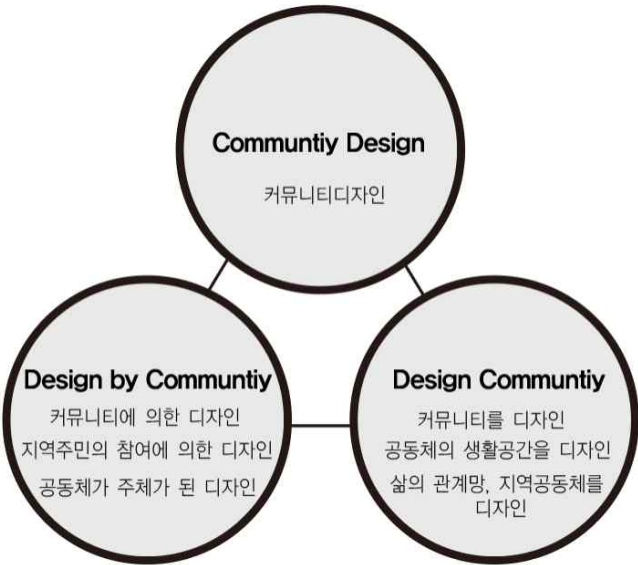 Communtiy Design
커뮤니티디자인
Design by Communtiy
커뮤니티에 의한 디자인
지역주민의 참여에 의한 디자인
공동체가 주체가 된 디자인
Design Communtiy
커뮤니티를 디자인
공동체의 생활공간을 디자인
삶의 관계망, 지역공동체를
디자인